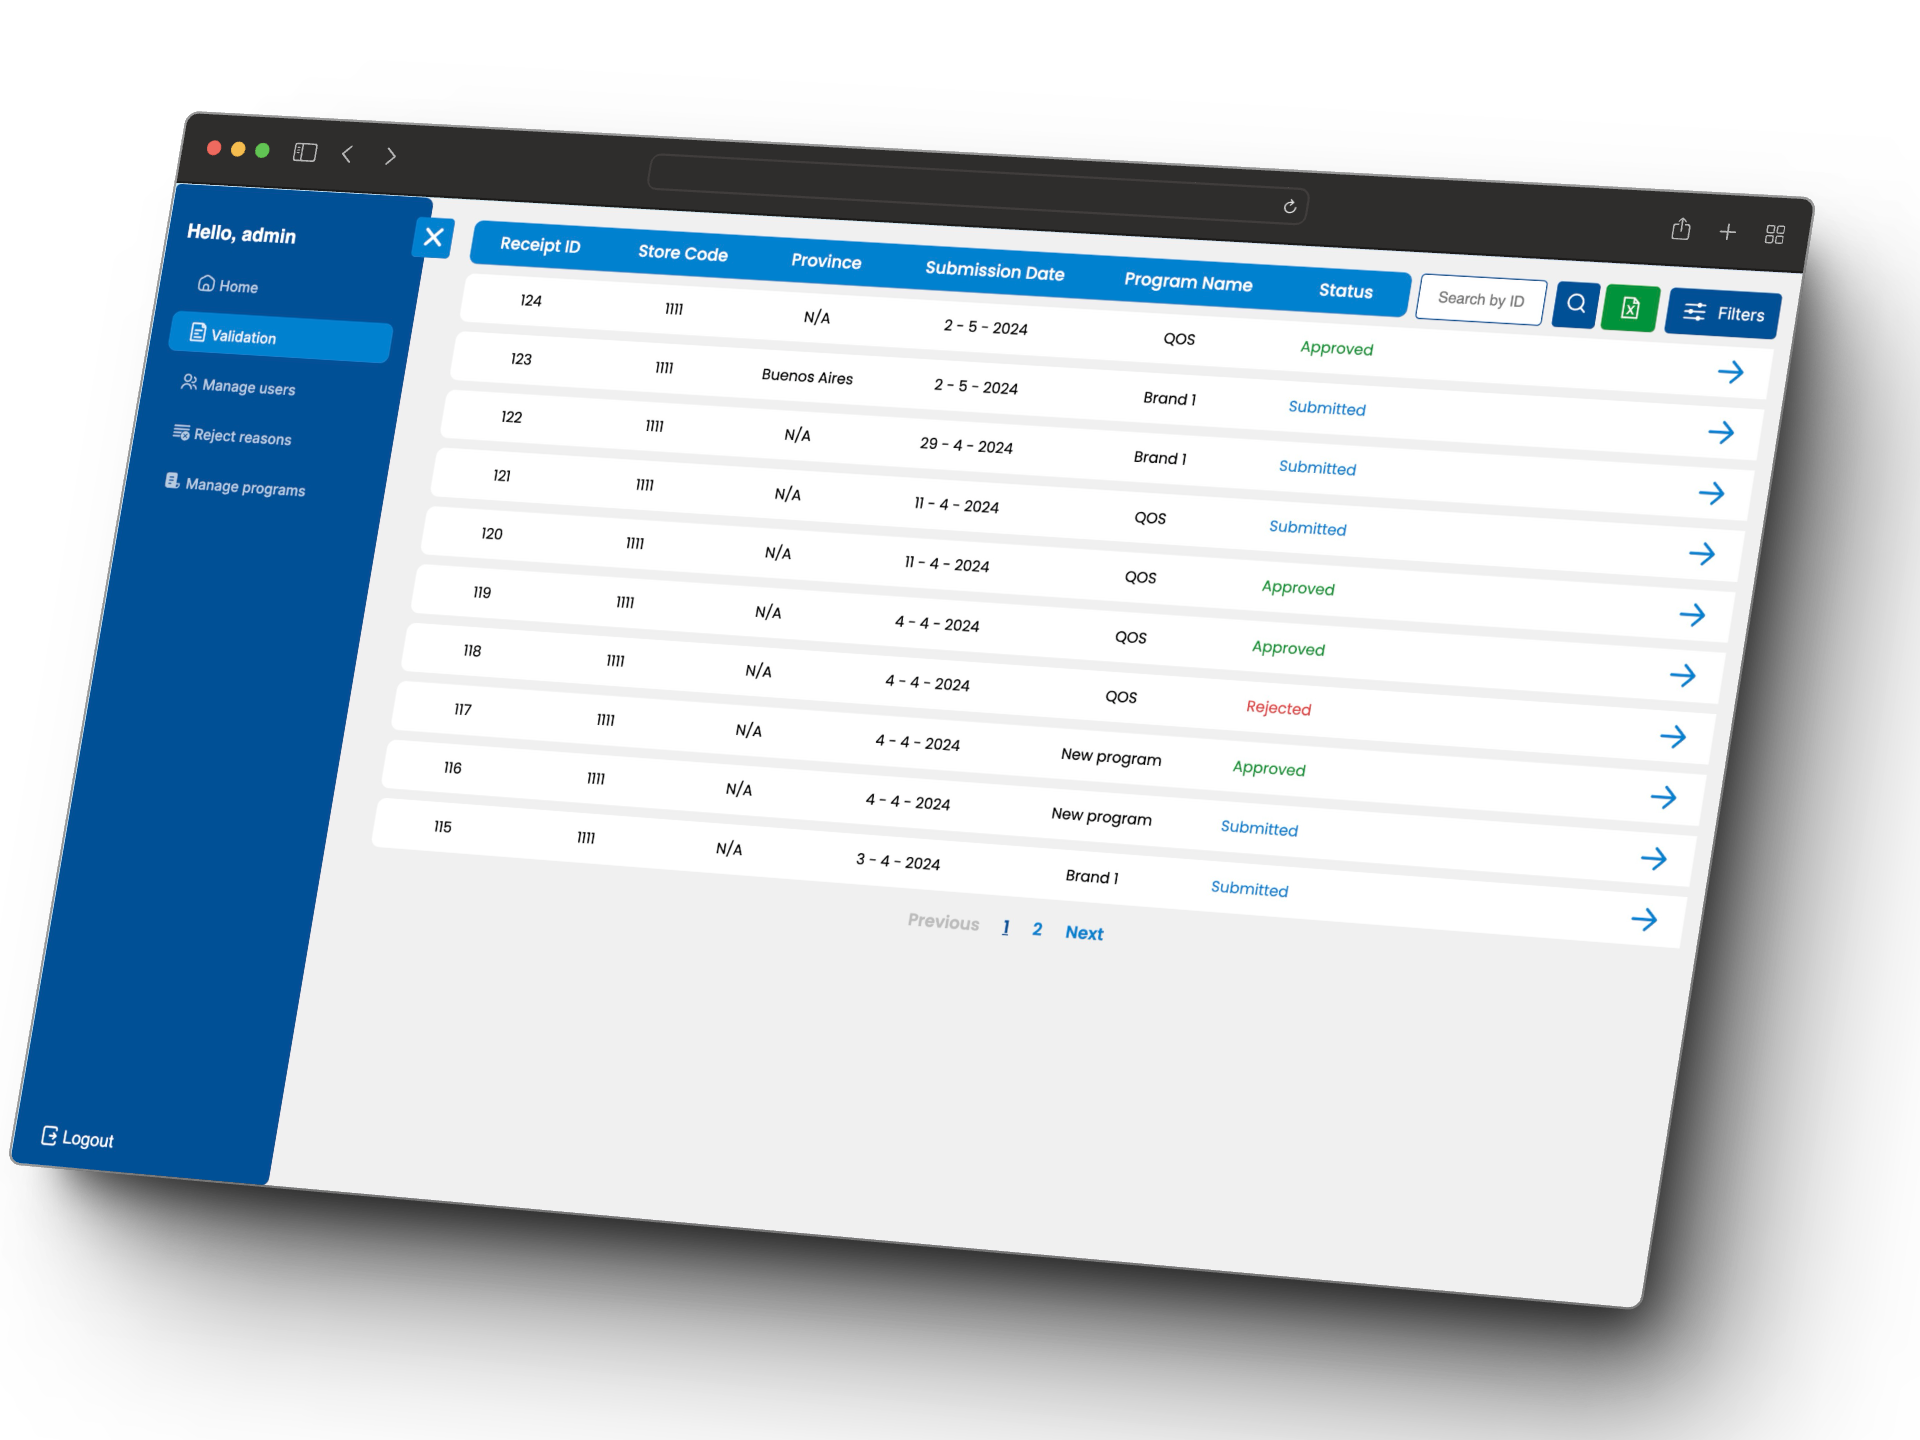 Hello, admin
Home
Validation
Manage users
Reject reasons
Manage programs
Logout
Receipt ID Store Code Province Submission Date Program Name Status
Search by ID
Filters
124 1111 N/A 2 - 5 - 2024 QOS Approved
123 1111 Buenos Aires 2 - 5 - 2024 Brand 1 Submitted
122 1111 N/A 29 - 4 - 2024 Brand 1 Submitted
121 1111 N/A 11 - 4 - 2024 QOS Submitted
120 1111 N/A 11 - 4 - 2024 QOS Approved
119 1111 N/A 4 - 4 - 2024 QOS Approved
118 1111 N/A 4 - 4 - 2024 QOS Rejected
117 1111 N/A 4 - 4 - 2024 New program Approved
116 1111 N/A 4 - 4 - 2024 New program Submitted
115 1111 N/A 3 - 4 - 2024 Brand 1 Submitted
Previous 1 2 Next